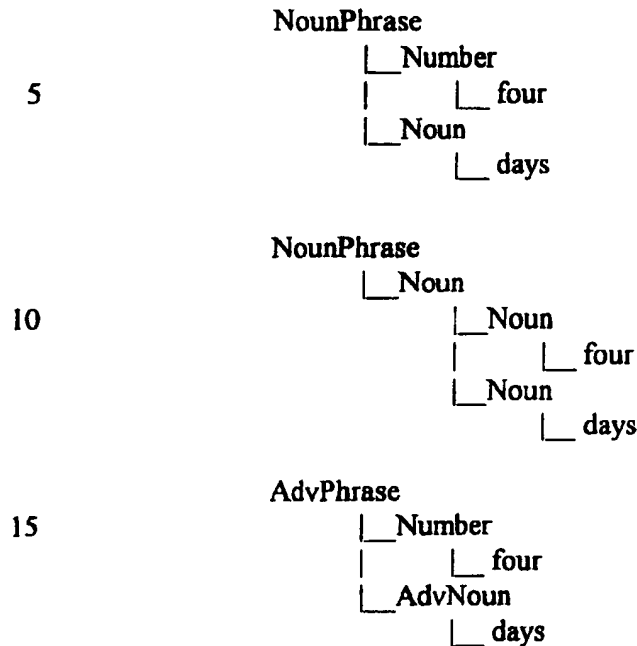 NounPhrase
|__Number
5 | |__ four
|__Noun
|__ days
NounPhrase
|__Noun
10 |__Noun
| |__ four
|__Noun
|__ days
AdvPhrase
15 |__Number
| |__ four
|__AdvNoun
|__ days